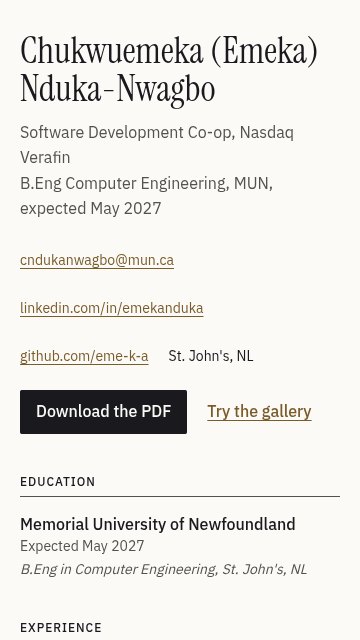 Chukwuemeka (Emeka)
Nduka-Nwagbo
Software Development Co-op, Nasdaq
Verafin
B.Eng Computer Engineering, MUN,
expected May 2027
cndukanwagbo@mun.ca
linkedin.com/in/emekanduka
github.com/eme-k-a St. John's, NL
Download the PDF Try the gallery
EDUCATION
Memorial University of Newfoundland
Expected May 2027
B.Eng in Computer Engineering, St. John's, NL
EXPERIENCE